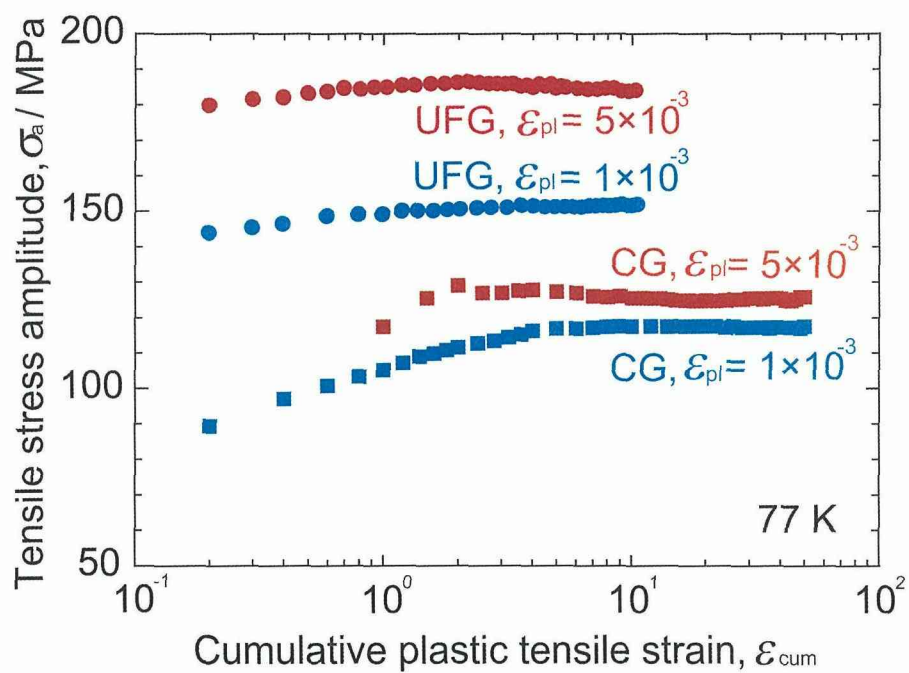 Tensile stress amplitude, σa / MPa
200
150
100
50
UFG, εpl = 5×10⁻³
UFG, εpl = 1×10⁻³
CG, εpl = 5×10⁻³
CG, εpl = 1×10⁻³
77 K
10⁻¹ 10⁰ 10¹ 10²
Cumulative plastic tensile strain, εcum